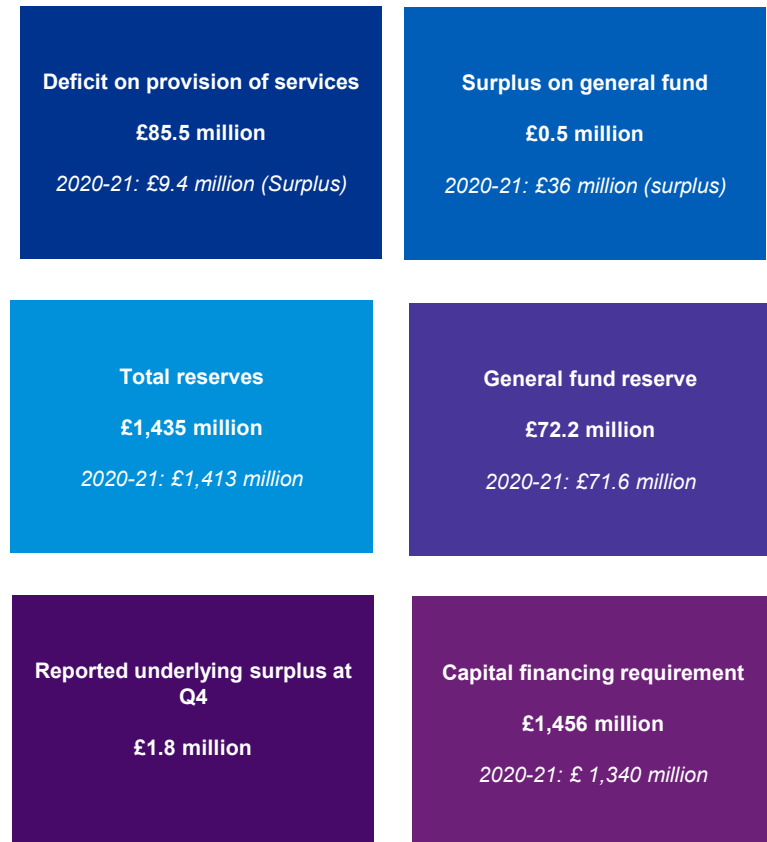 Deficit on provision of services
£85.5 million
2020-21: £9.4 million (Surplus)
Surplus on general fund
£0.5 million
2020-21: £36 million (surplus)
Total reserves
£1,435 million
2020-21: £1,413 million
General fund reserve
£72.2 million
2020-21: £71.6 million
Reported underlying surplus at
Q4
£1.8 million
Capital financing requirement
£1,456 million
2020-21: £ 1,340 million